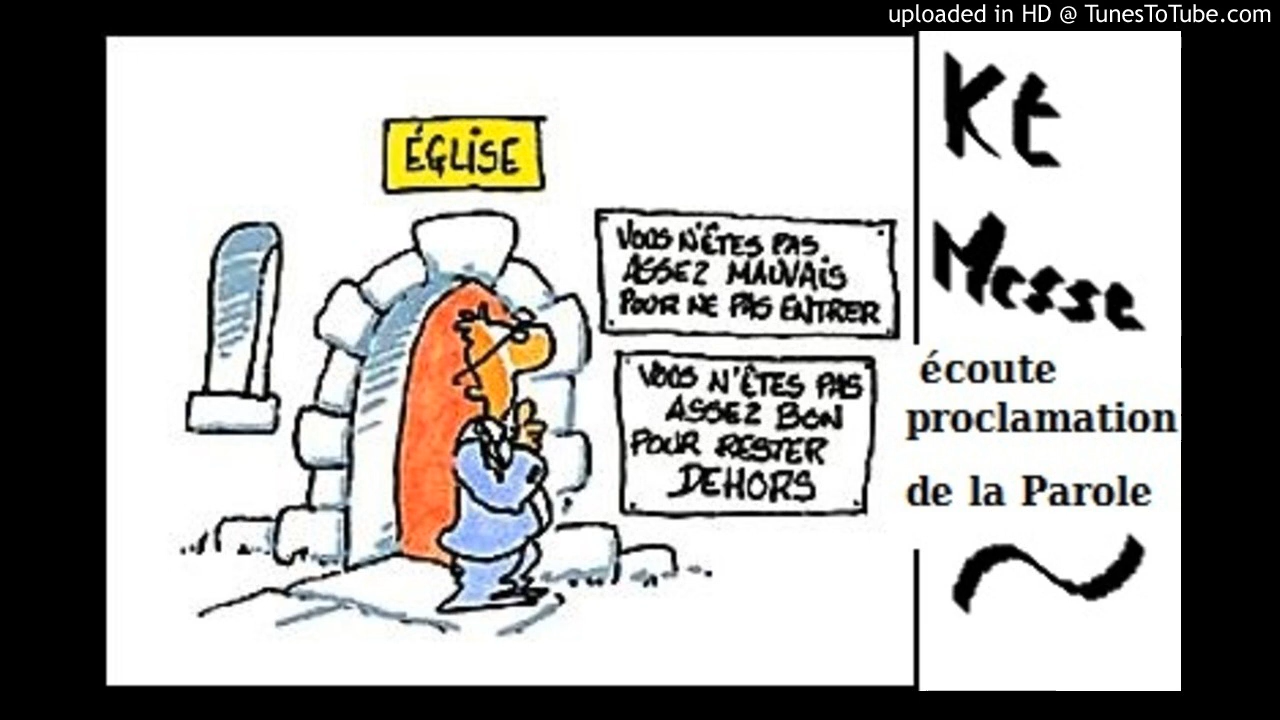 uploaded in HD @ TunesToTube.com
ÉGLISE
VOUS N'ÊTES PAS
ASSEZ MAUVAIS
POUR NE PAS ENTRER
VOUS N'ÊTES PAS
ASSEZ BON
POUR RESTER
DEHORS
Kt
Messe
écoute
proclamation
de la Parole